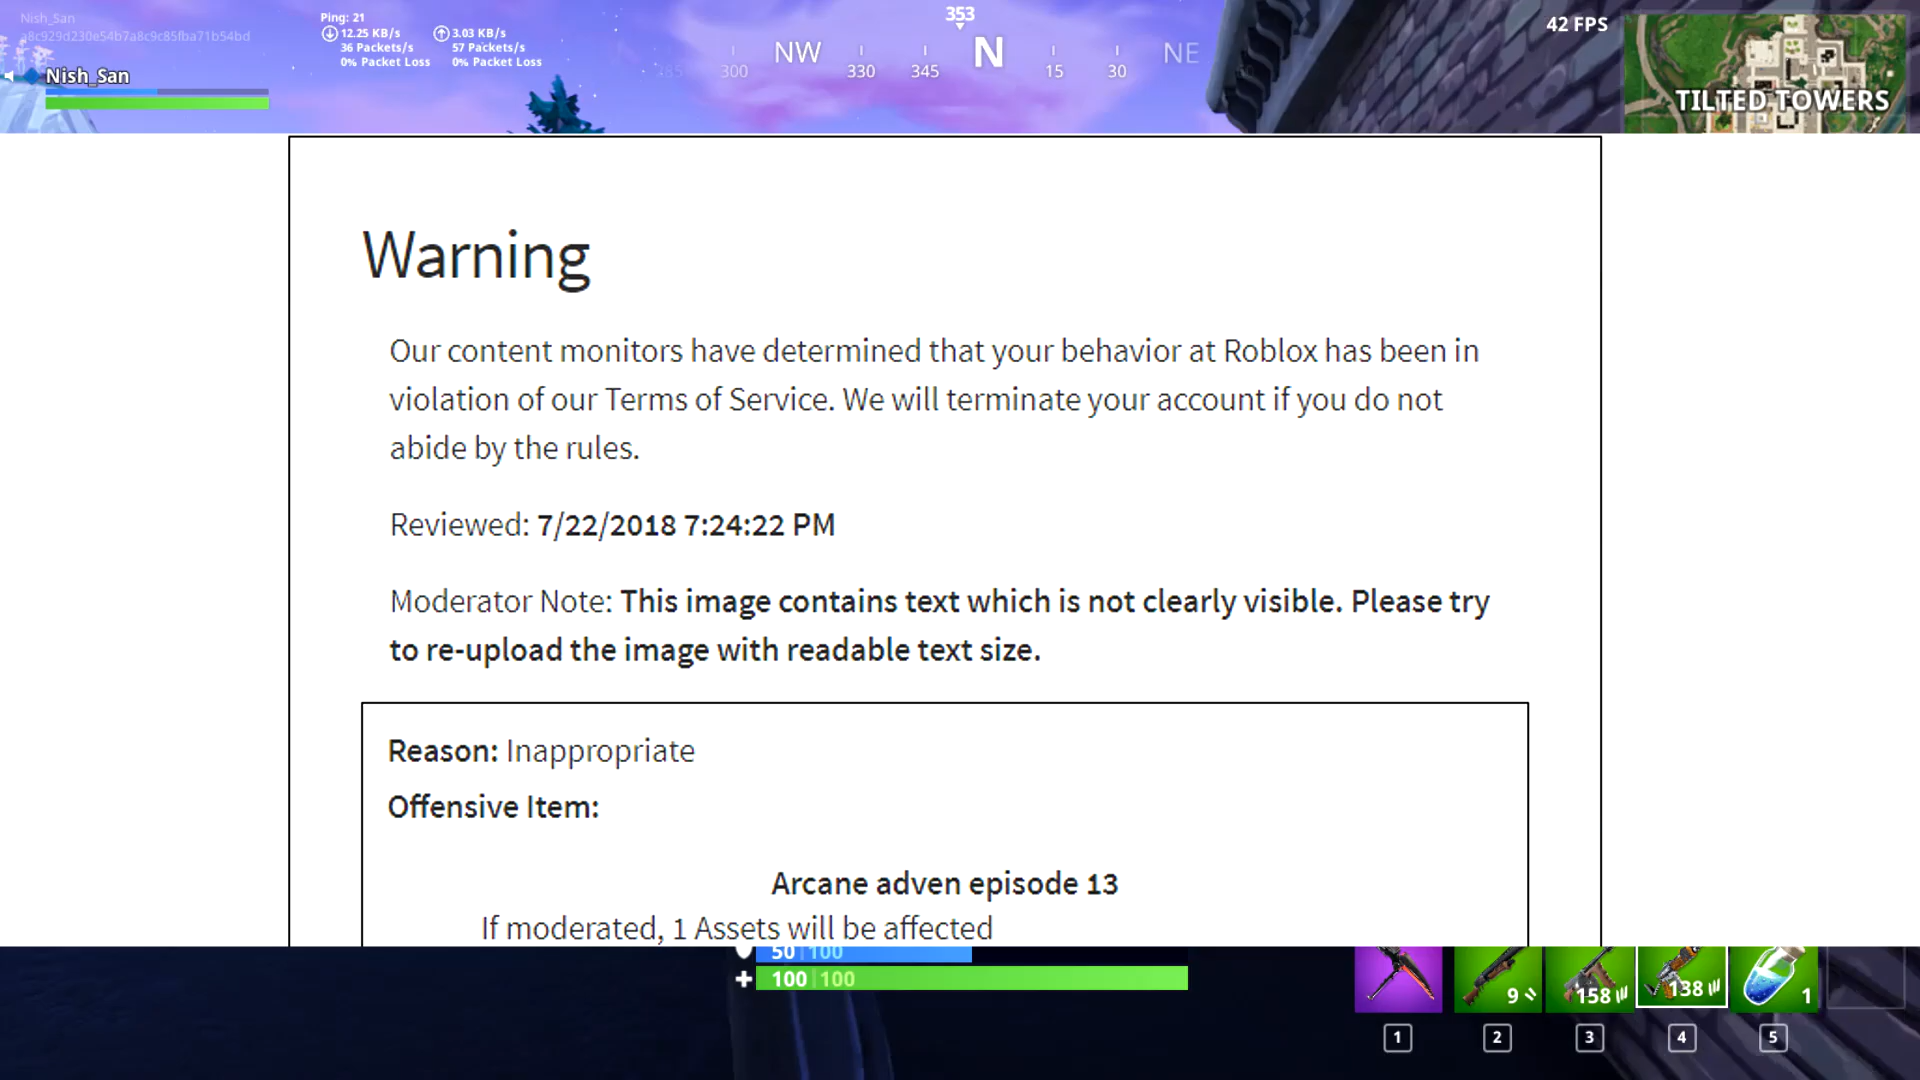 Nish_San
a8c929d230e54b7a8c9c85fba71b54bd
Nish_San
Ping: 21
12.25 KB/s 3.03 KB/s
36 Packets/s 57 Packets/s
0% Packet Loss 0% Packet Loss
353
300 NW 330 345 N 15 30 NE
42 FPS
TILTED TOWERS
Warning
Our content monitors have determined that your behavior at Roblox has been in
violation of our Terms of Service. We will terminate your account if you do not
abide by the rules.
Reviewed: 7/22/2018 7:24:22 PM
Moderator Note: This image contains text which is not clearly visible. Please try
to re-upload the image with readable text size.
Reason: Inappropriate
Offensive Item:
Arcane adven episode 13
If moderated, 1 Assets will be affected
50 | 100
100 | 100
9 158 138 1
1 2 3 4 5